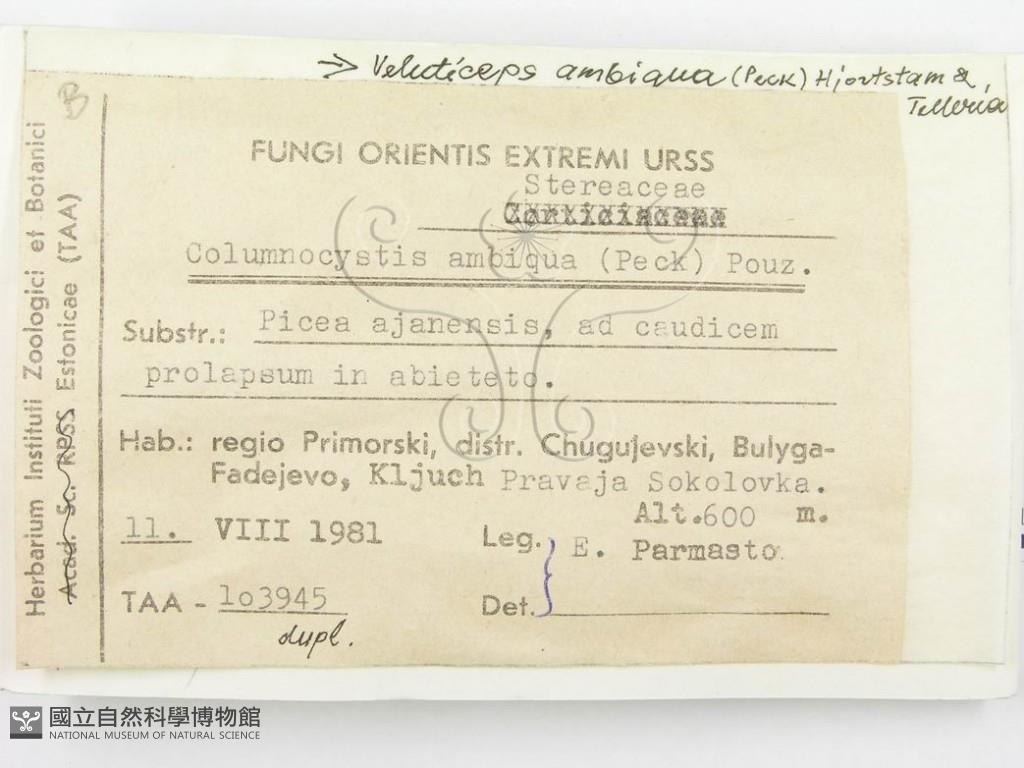 → Veluticeps ambiqua (Peck) Hjortstam &
Telleria
B
Herbarium Instituti Zoologici et Botanici
Acad. Sc. RPSS Estonicae (TAA)
FUNGI ORIENTIS EXTREMI URSS
Stereaceae
Corticiaceae
Columnocystis ambiqua (Peck) Pouz.
Substr.: Picea ajanensis, ad caudicem
prolapsum in abieteto.
Hab.: regio Primorski, distr. Chugujevski, Bulyga-
Fadejevo, Kljuch Pravaja Sokolovka.
Alt.600 m.
11. VIII 1981
Leg. E. Parmasto
TAA - lo3945
Det.
dupl.
國立自然科學博物館
NATIONAL MUSEUM OF NATURAL SCIENCE